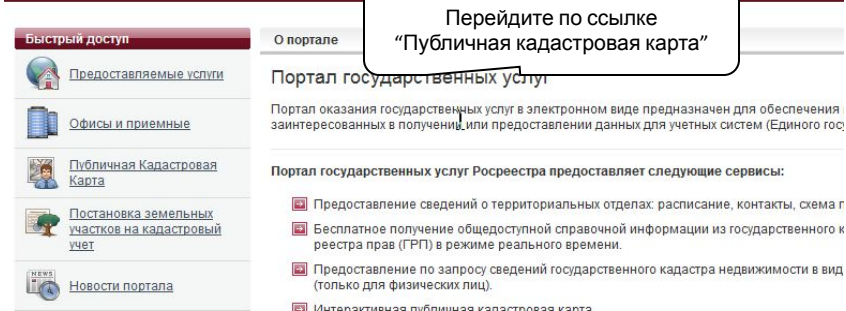 Перейдите по ссылке
“Публичная кадастровая карта”
Быстрый доступ
Предоставляемые услуги
Офисы и приемные
Публичная Кадастровая
Карта
Постановка земельных
участков на кадастровый
учет
NEWS
Новости портала
О портале
Портал государственных услуг
Портал оказания государственных услуг в электронном виде предназначен для обеспечения
заинтересованных в получении или предоставлении данных для учетных систем (Единого госу
Портал государственных услуг Росреестра предоставляет следующие сервисы:
Предоставление сведений о территориальных отделах: расписание, контакты, схема п
Бесплатное получение общедоступной справочной информации из государственного к
реестра прав (ГРП) в режиме реального времени.
Предоставление по запросу сведений государственного кадастра недвижимости в вид
(только для физических лиц).
Интерактивная публичная кадастровая карта